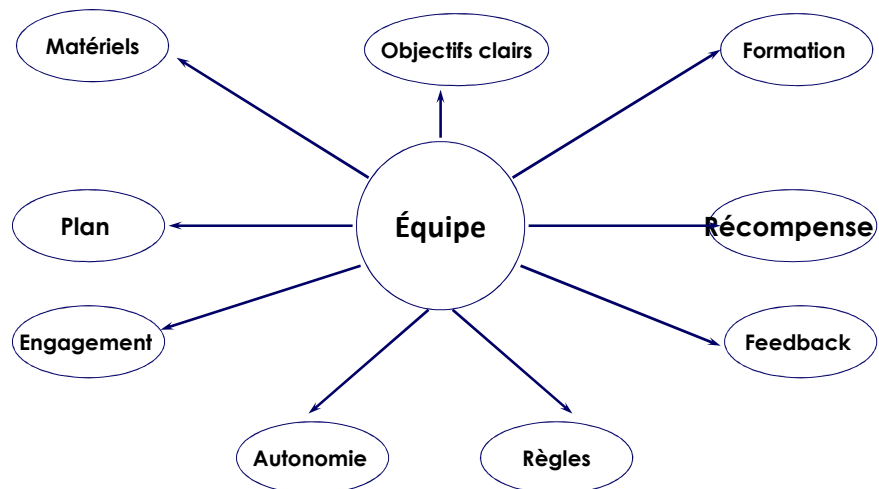 Matériels
Objectifs clairs
Formation
Plan
Équipe
Récompense
Engagement
Feedback
Autonomie
Règles